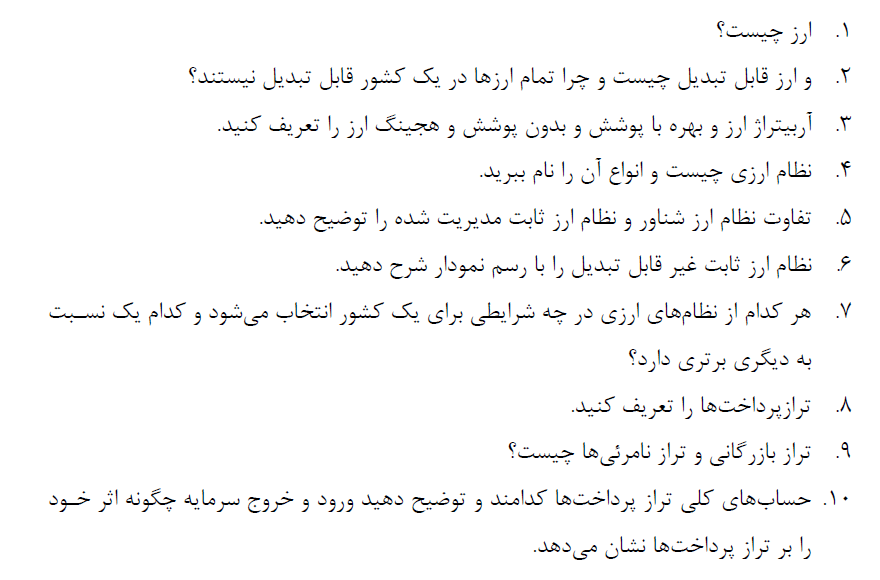 ۱. ارز چیست؟
۲. و ارز قابل تبدیل چیست و چرا تمام ارزها در یک کشور قابل تبدیل نیستند؟
۳. آربیتراژ ارز و بهره با پوشش و بدون پوشش و هجینگ ارز را تعریف کنید.
۴. نظام ارزی چیست و انواع آن را نام ببرید.
۵. تفاوت نظام ارز شناور و نظام ارز ثابت مدیریت شده را توضیح دهید.
۶. نظام ارز ثابت غیر قابل تبدیل را با رسم نمودار شرح دهید.
۷. هر کدام از نظام‌های ارزی در چه شرایطی برای یک کشور انتخاب می‌شود و کدام یک نسـبت
به دیگری برتری دارد؟
۸. ترازپرداخت‌ها را تعریف کنید.
۹. تراز بازرگانی و تراز نامرئی‌ها چیست؟
۱۰. حساب‌های کلی تراز پرداخت‌ها کدامند و توضیح دهید ورود و خروج سرمایه چگونه اثر خـود
را بر تراز پرداخت‌ها نشان می‌دهد.